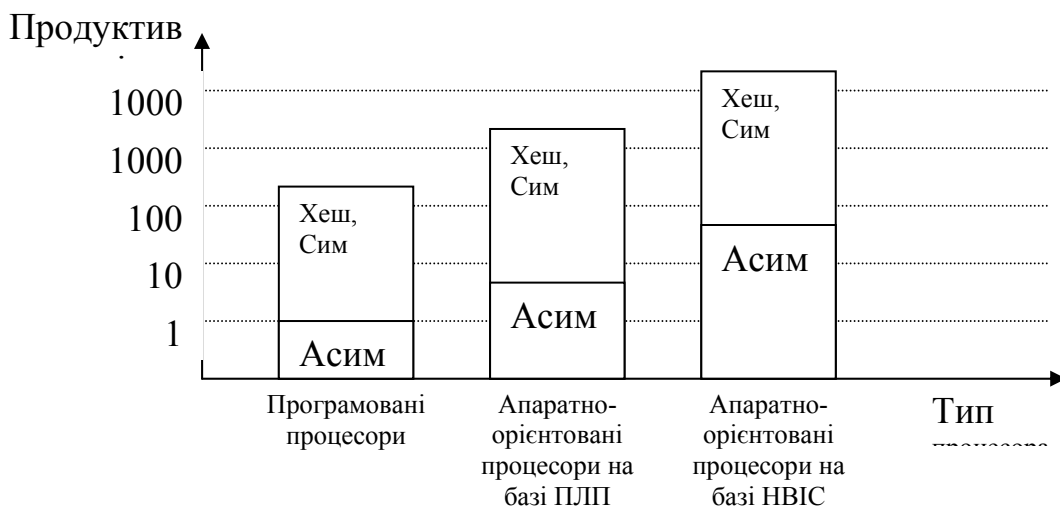 Продуктив
1000
1000
100
10
1
Хеш,
Сим
Асим
Хеш,
Сим
Асим
Хеш,
Сим
Асим
Програмовані
процесори
Апаратно-
орієнтовані
процесори на
базі ПЛП
Апаратно-
орієнтовані
процесори на
базі НВІС
Тип